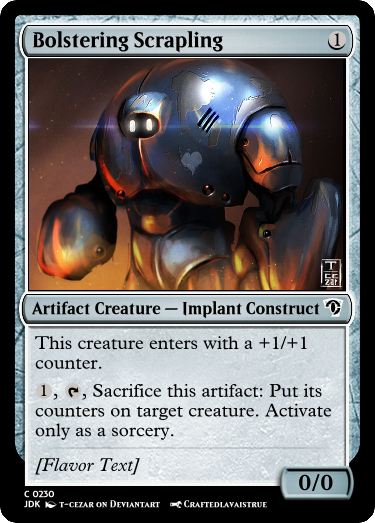 Bolstering Scrapling 1
T
CE
ZAR
Artifact Creature — Implant Construct
This creature enters with a +1/+1
counter.
1, , Sacrifice this artifact: Put its
counters on target creature. Activate
only as a sorcery.
[Flavor Text]
0/0
C 0230
JDK T-CEZAR ON DEVIANTART CRAFTEDLAVAISTRUE